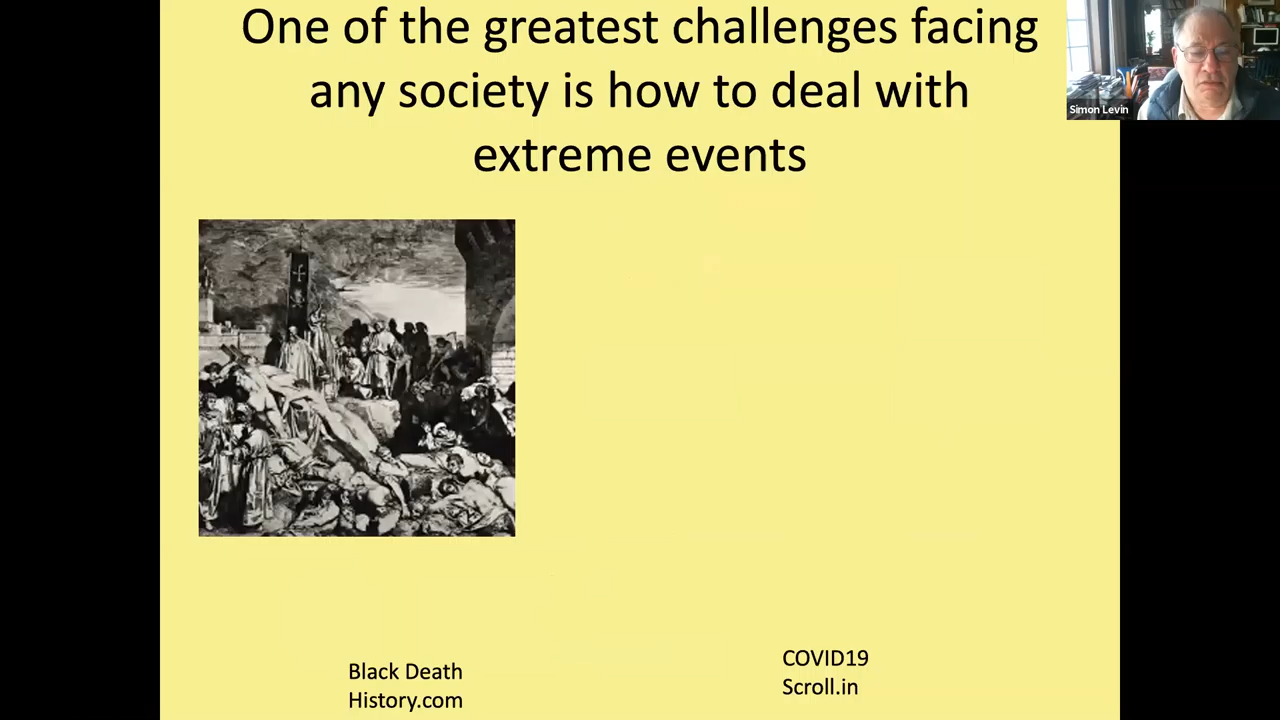 One of the greatest challenges facing
any society is how to deal with
extreme events
Simon Levin
Black Death
History.com
COVID19
Scroll.in